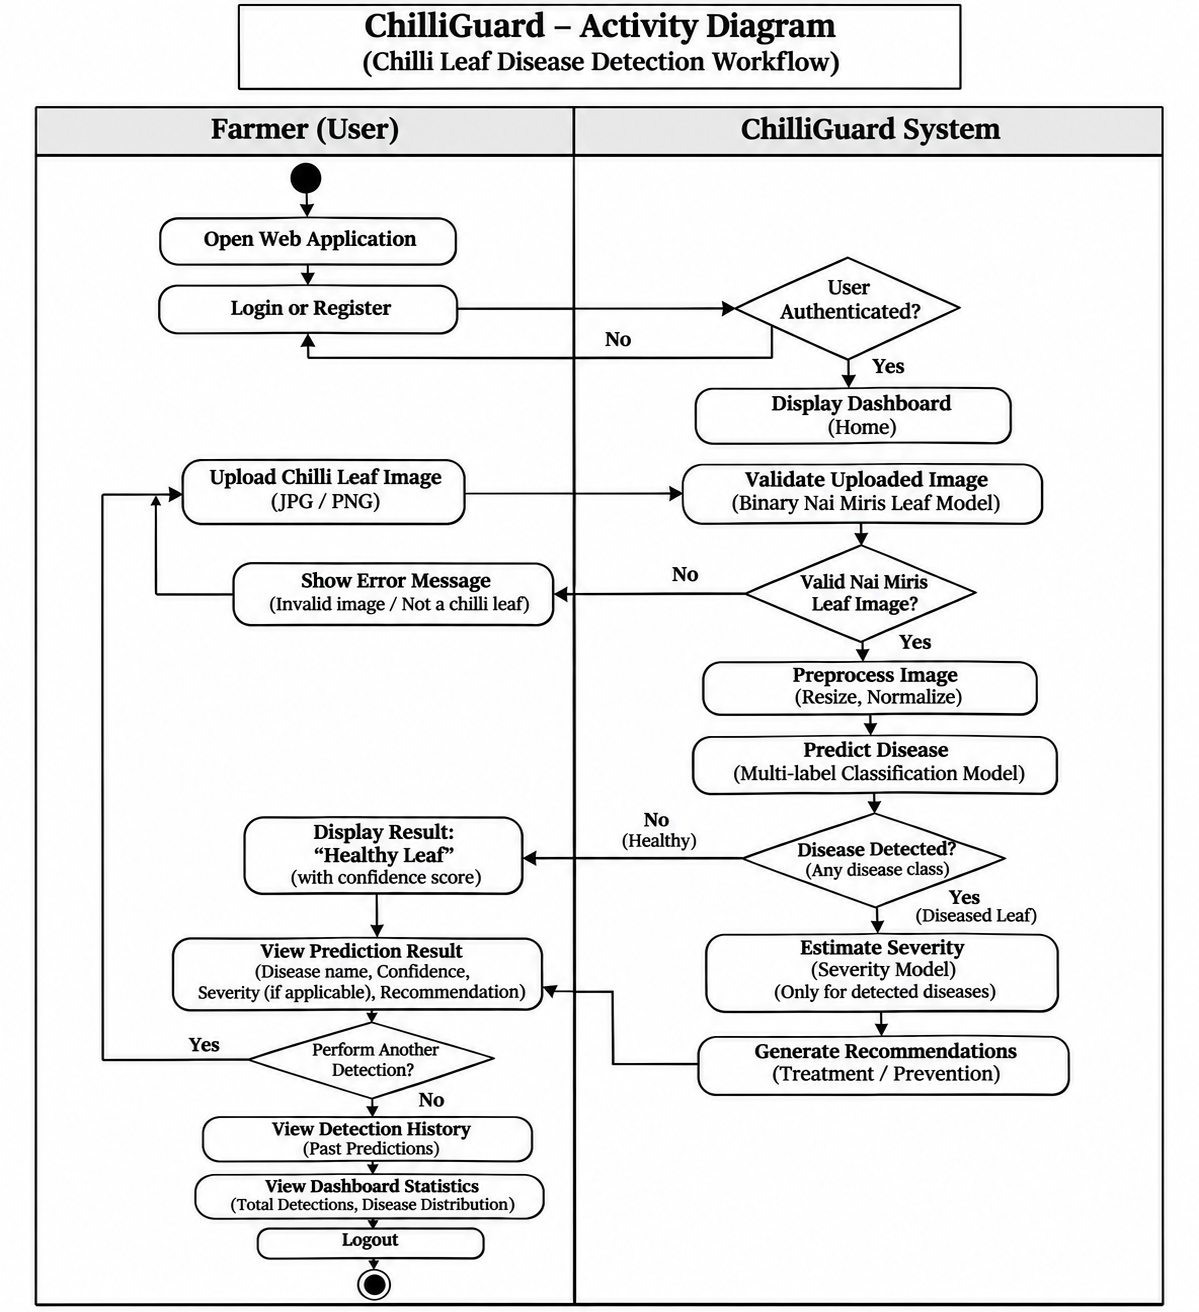 ChilliGuard – Activity Diagram
(Chilli Leaf Disease Detection Workflow)
Farmer (User)
ChilliGuard System
Open Web Application
Login or Register
User
Authenticated?
No
Yes
Display Dashboard
(Home)
Upload Chilli Leaf Image
(JPG / PNG)
Validate Uploaded Image
(Binary Nai Miris Leaf Model)
Show Error Message
(Invalid image / Not a chilli leaf)
No
Valid Nai Miris
Leaf Image?
Yes
Preprocess Image
(Resize, Normalize)
Predict Disease
(Multi-label Classification Model)
Display Result:
“Healthy Leaf”
(with confidence score)
No
(Healthy)
Disease Detected?
(Any disease class)
Yes
(Diseased Leaf)
View Prediction Result
(Disease name, Confidence,
Severity (if applicable), Recommendation)
Estimate Severity
(Severity Model)
(Only for detected diseases)
Yes
Perform Another
Detection?
Generate Recommendations
(Treatment / Prevention)
No
View Detection History
(Past Predictions)
View Dashboard Statistics
(Total Detections, Disease Distribution)
Logout